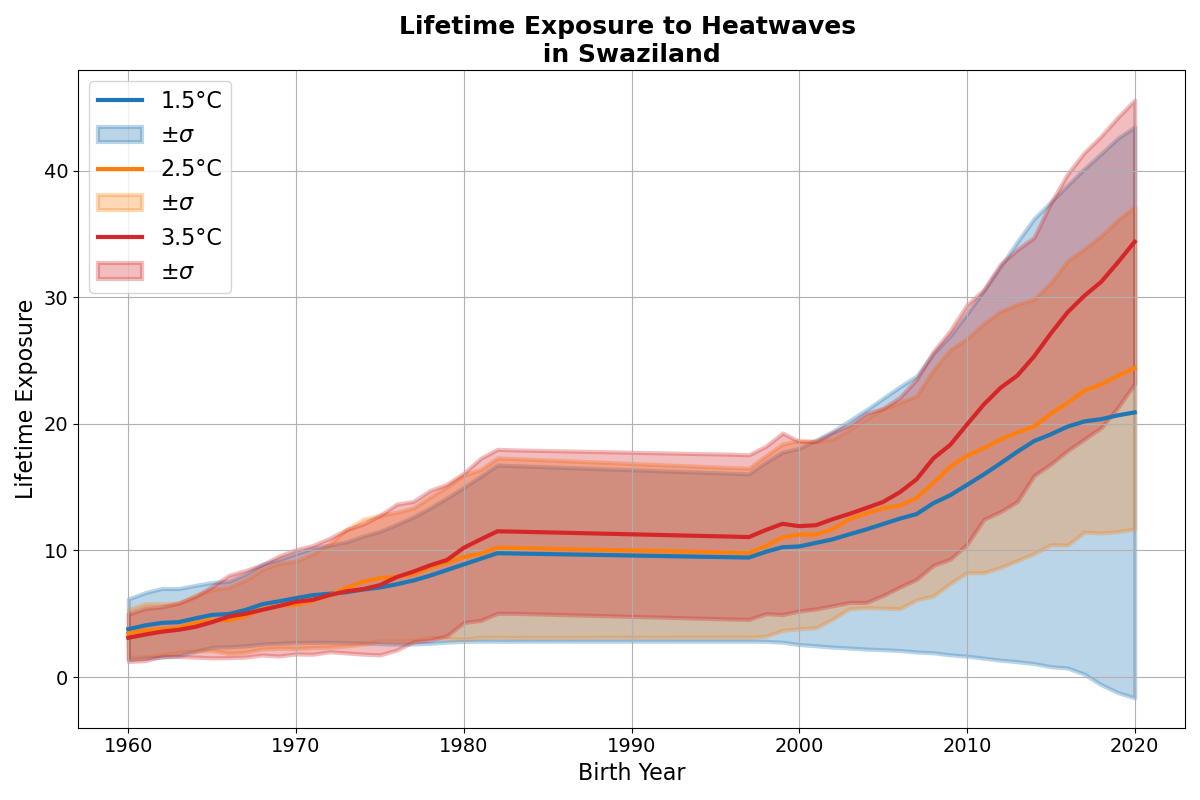 Lifetime Exposure to Heatwaves
in Swaziland
1.5°C
±σ
2.5°C
±σ
3.5°C
±σ
Lifetime Exposure
40
30
20
10
0
1960
1970
1980
1990
2000
2010
2020
Birth Year